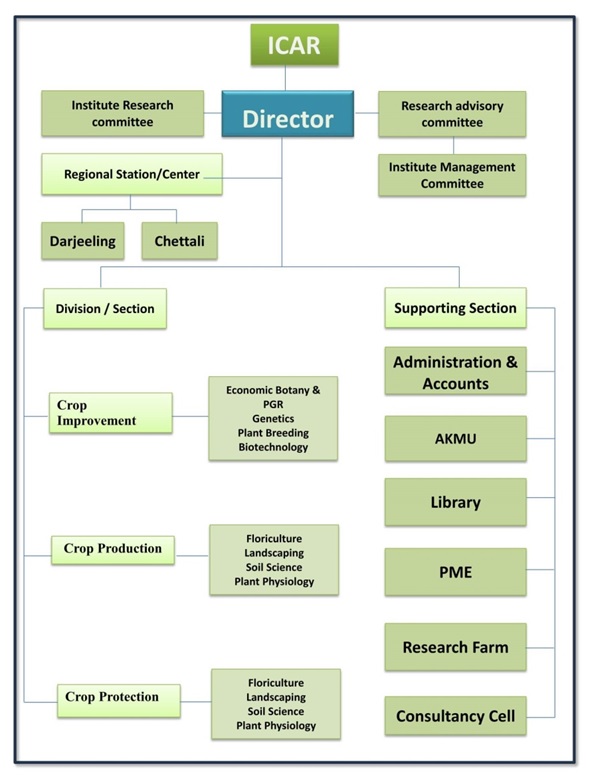 ICAR
Institute Research
committee
Director
Research advisory
committee
Institute Management
Committee
Regional Station/Center
Darjeeling
Chettali
Division / Section
Supporting Section
Crop
Improvement
Economic Botany &
PGR
Genetics
Plant Breeding
Biotechnology
Crop Production
Floriculture
Landscaping
Soil Science
Plant Physiology
Crop Protection
Floriculture
Landscaping
Soil Science
Plant Physiology
Administration &
Accounts
AKMU
Library
PME
Research Farm
Consultancy Cell